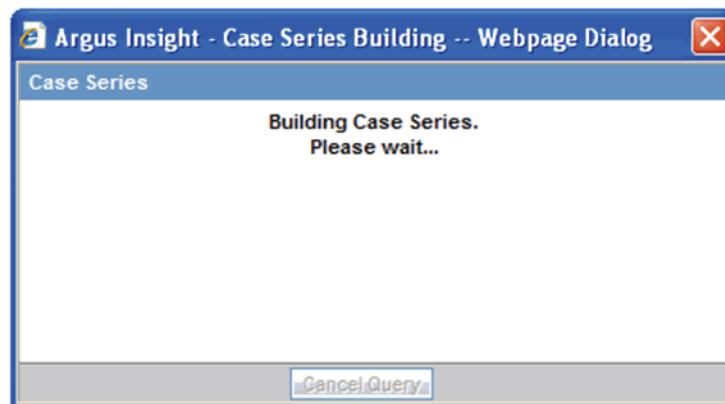 Argus Insight - Case Series Building -- Webpage Dialog
Case Series
Building Case Series.
Please wait...
Cancel Query